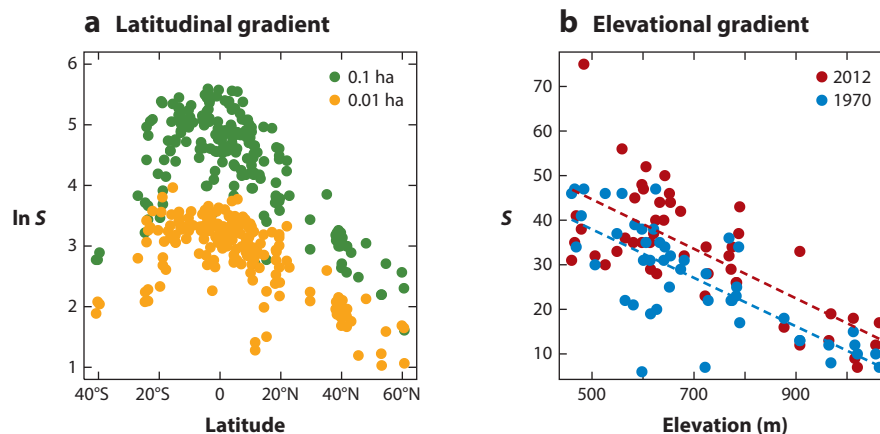 a Latitudinal gradient
6
5
4
3
2
1
ln S
0.1 ha
0.01 ha
40°S 20°S 0 20°N 40°N 60°N
Latitude
b Elevational gradient
70
60
50
40
30
20
10
S
2012
1970
500 700 900
Elevation (m)